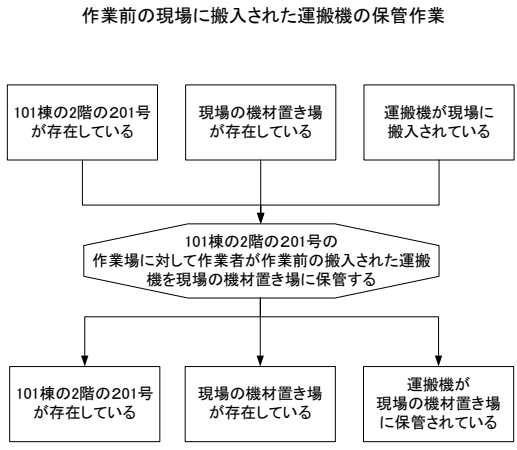 作業前の現場に搬入された運搬機の保管作業
101棟の2階の201号
が存在している
現場の機材置き場
が存在している
運搬機が現場に
搬入されている
101棟の2階の201号の
作業場に対して作業者が作業前の搬入された運搬
機を現場の機材置き場に保管する
101棟の2階の201号
が存在している
現場の機材置き場
が存在している
運搬機が
現場の機材置き場
に保管されている